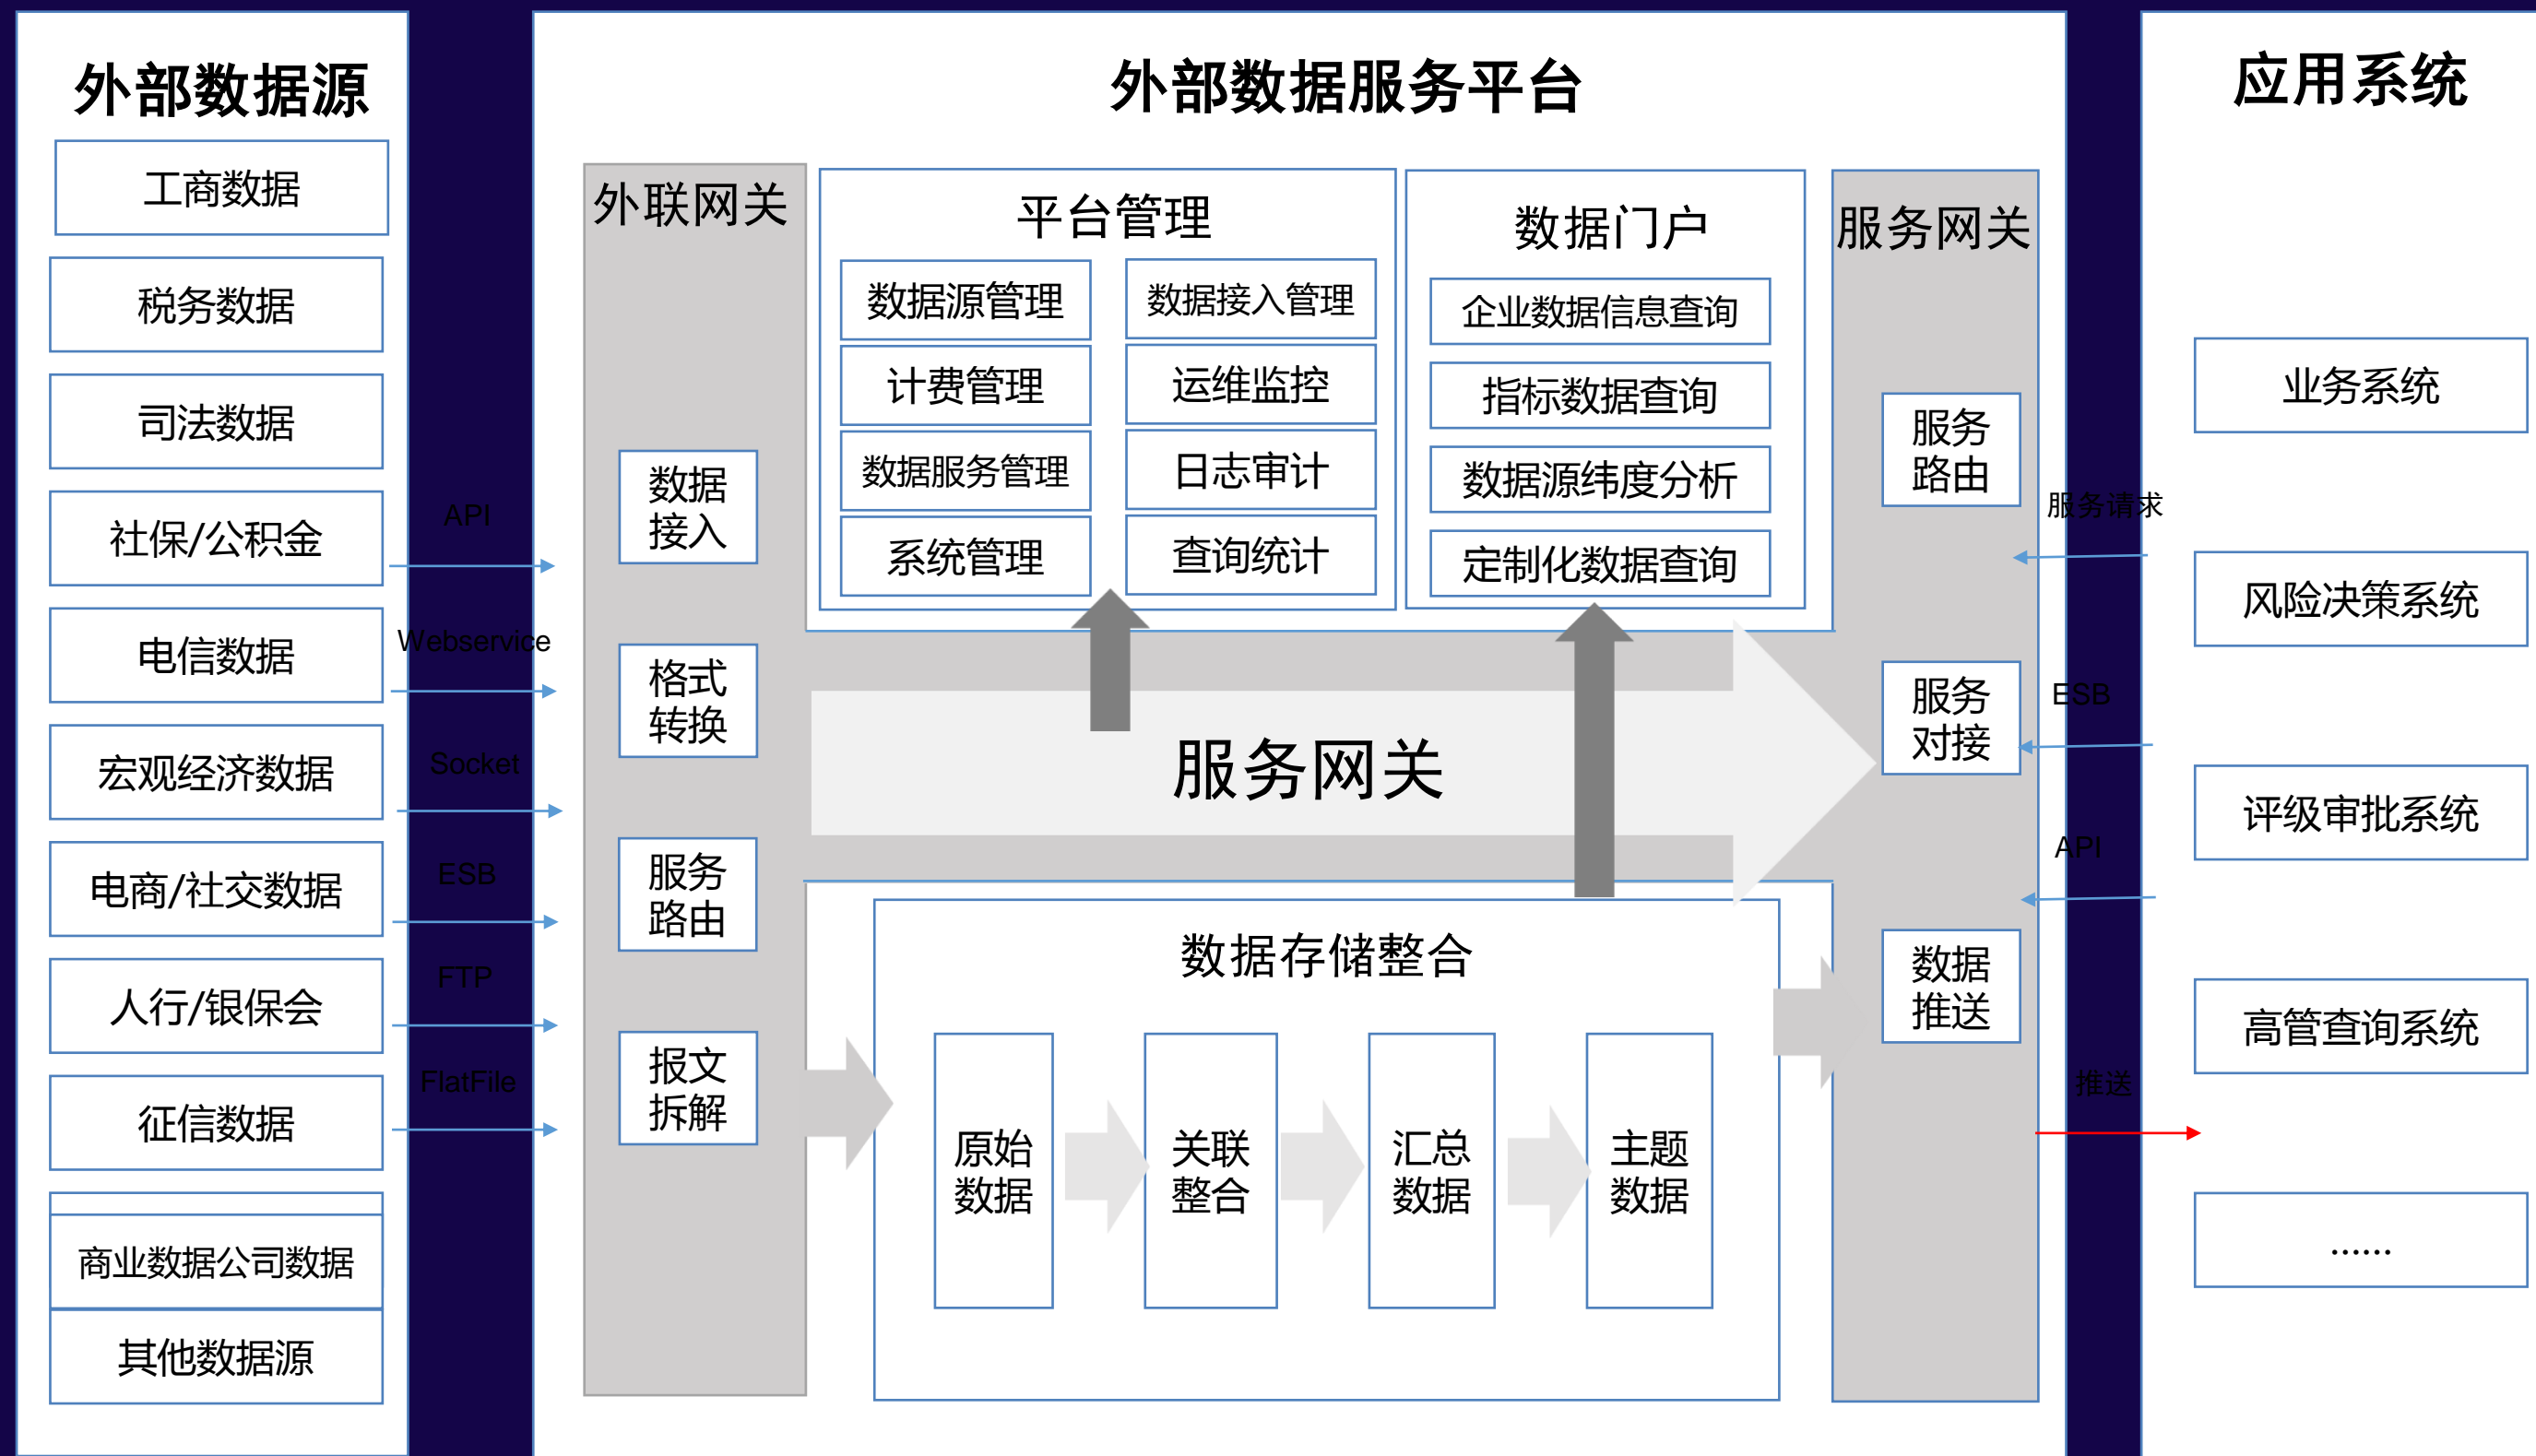 外部数据源
工商数据
税务数据
司法数据
社保/公积金
电信数据
宏观经济数据
电商/社交数据
人行/银保会
征信数据
商业数据公司数据
其他数据源
API
Webservice
Socket
ESB
FTP
FlatFile
外部数据服务平台
外联网关
数据
接入
格式
转换
服务
路由
报文
拆解
平台管理
数据源管理
数据接入管理
计费管理
运维监控
数据服务管理
日志审计
系统管理
查询统计
数据门户
企业数据信息查询
指标数据查询
数据源纬度分析
定制化数据查询
服务网关
数据存储整合
原始
数据
关联
整合
汇总
数据
主题
数据
服务网关
服务
路由
服务
对接
数据
推送
服务请求
ESB
API
推送
应用系统
业务系统
风险决策系统
评级审批系统
高管查询系统
......